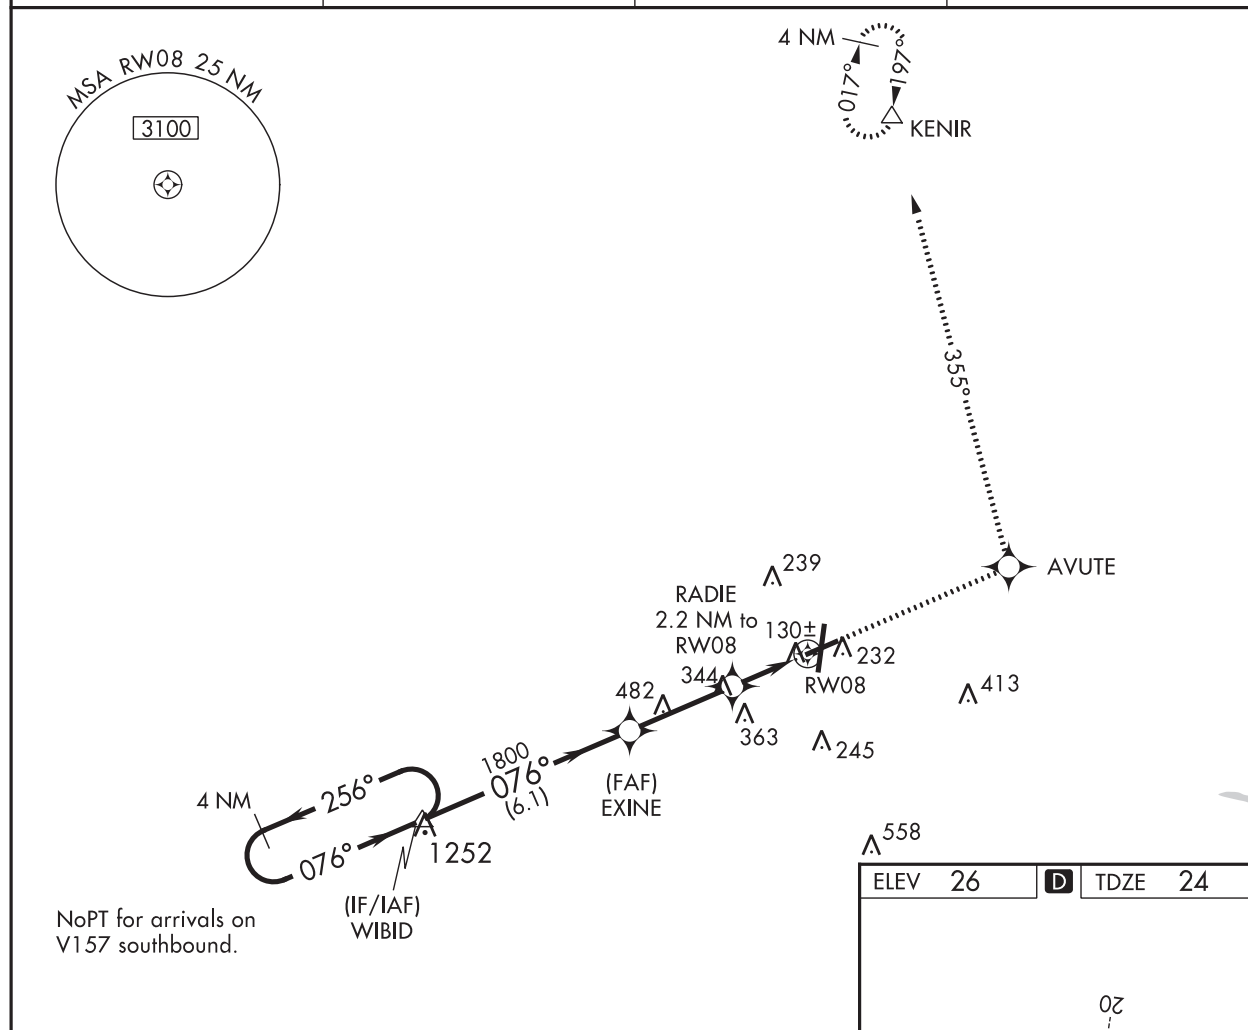 MSA RW08 25 NM
3100
4 NM
017°
197°
KENIR
355°
AVUTE
239
RADIE
2.2 NM to
RW08
130±
232
RW08
344
482
413
363
245
1800
076°
(6.1)
(FAF)
EXINE
4 NM
256°
076°
1252
558
(IF/IAF)
WIBID
NoPT for arrivals on
V157 southbound.
ELEV 26
D
TDZE 24
20